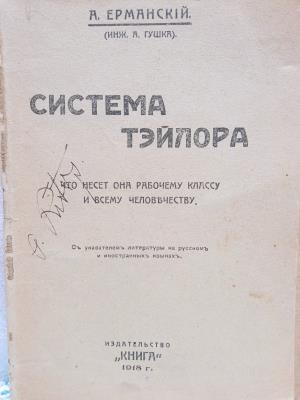 А. ЕРМАНСКІЙ.
(ИНЖ. А. ГУШКА).
СИСТЕМА
ТЭЙЛОРА
ЧТО НЕСЕТ ОНА РАБОЧЕМУ КЛАССУ
И ВСЕМУ ЧЕЛОВѢЧЕСТВУ.
Съ указателемъ литературы на русскомъ
и иностранныхъ языкахъ.
ИЗДАТЕЛЬСТВО
„КНИГА"
1918 г.